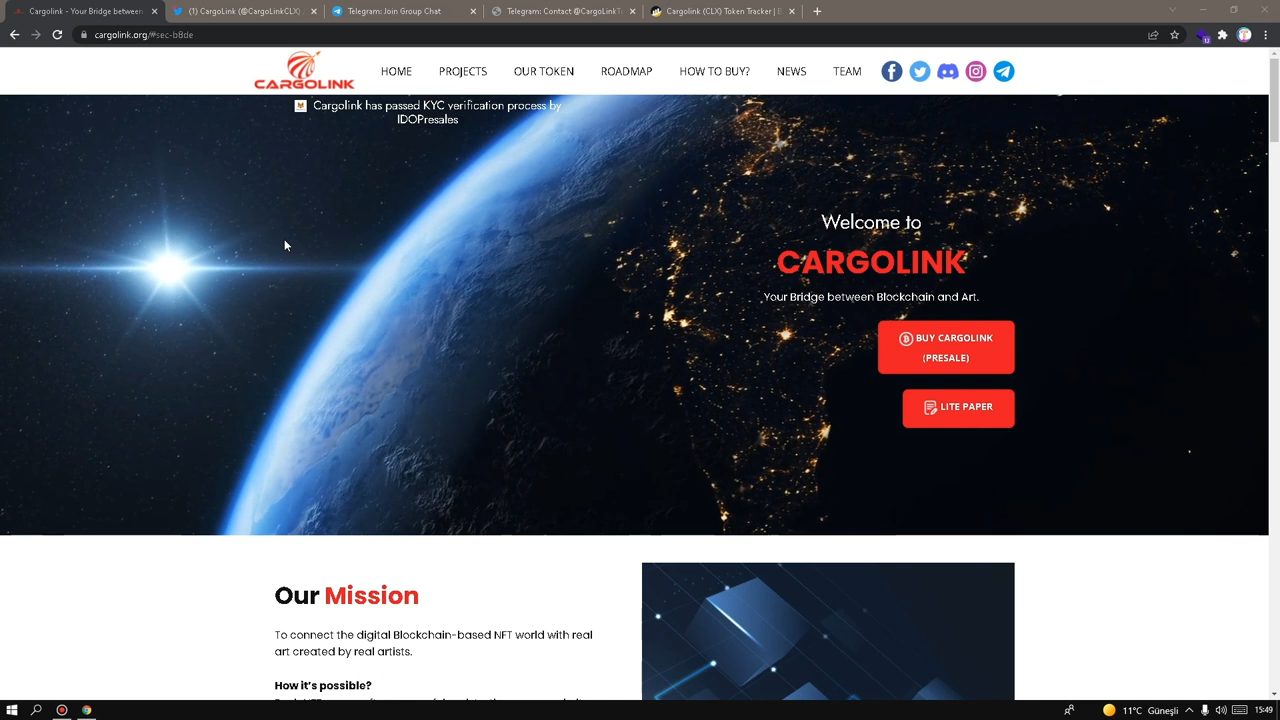 Cargolink - Your Bridge between
(1) CargoLink (@CargoLinkCLX) /
Telegram: Join Group Chat
Telegram: Contact @CargoLinkT
Cargolink (CLX) Token Tracker |
cargolink.org/#sec-b8de
12
CARGOLINK
HOME
PROJECTS
OUR TOKEN
ROADMAP
HOW TO BUY?
NEWS
TEAM
Cargolink has passed KYC verification process by
IDOPresales
Welcome to
CARGOLINK
Your Bridge between Blockchain and Art.
BUY CARGOLINK
(PRESALE)
LITE PAPER
Our Mission
To connect the digital Blockchain-based NFT world with real
art created by real artists.
How it's possible?
11°C Güneşli
15:49